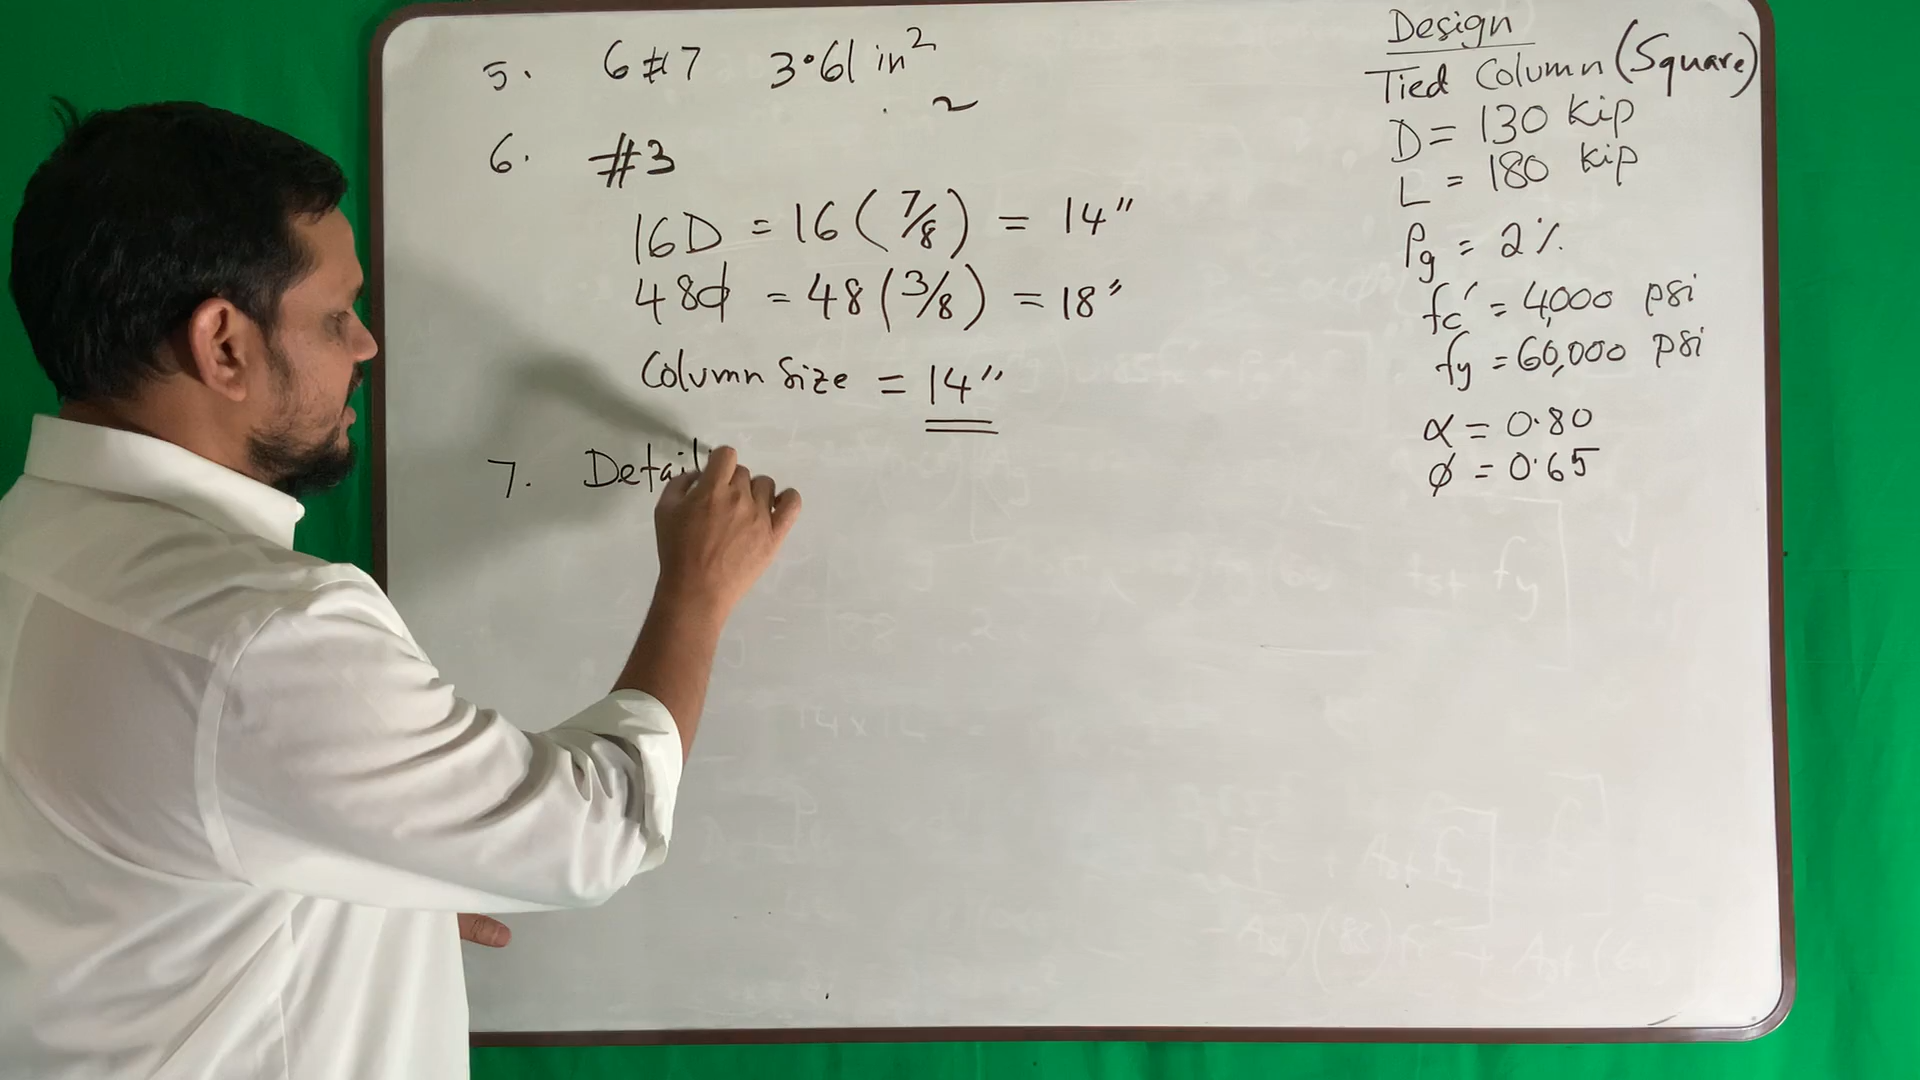 5. 6#7 3.61 in²
6. #3
16D = 16 (7/8) = 14"
48ϕ = 48 (3/8) = 18"
Column Size = 14"
7. Detail
Design
Tied Column (Square)
D = 130 kip
L = 180 kip
ρg = 2%.
fc' = 4,000 psi
fy = 60,000 psi
α = 0.80
ϕ = 0.65